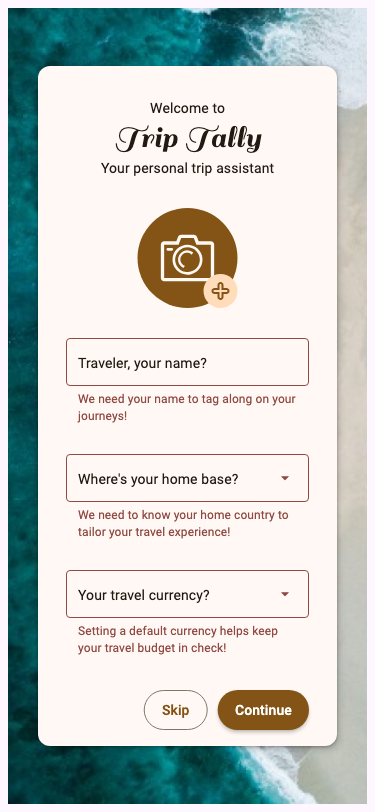 Welcome to
Trip Tally
Your personal trip assistant
Traveler, your name?
We need your name to tag along on your
journeys!
Where's your home base?
We need to know your home country to
tailor your travel experience!
Your travel currency?
Setting a default currency helps keep
your travel budget in check!
Skip
Continue